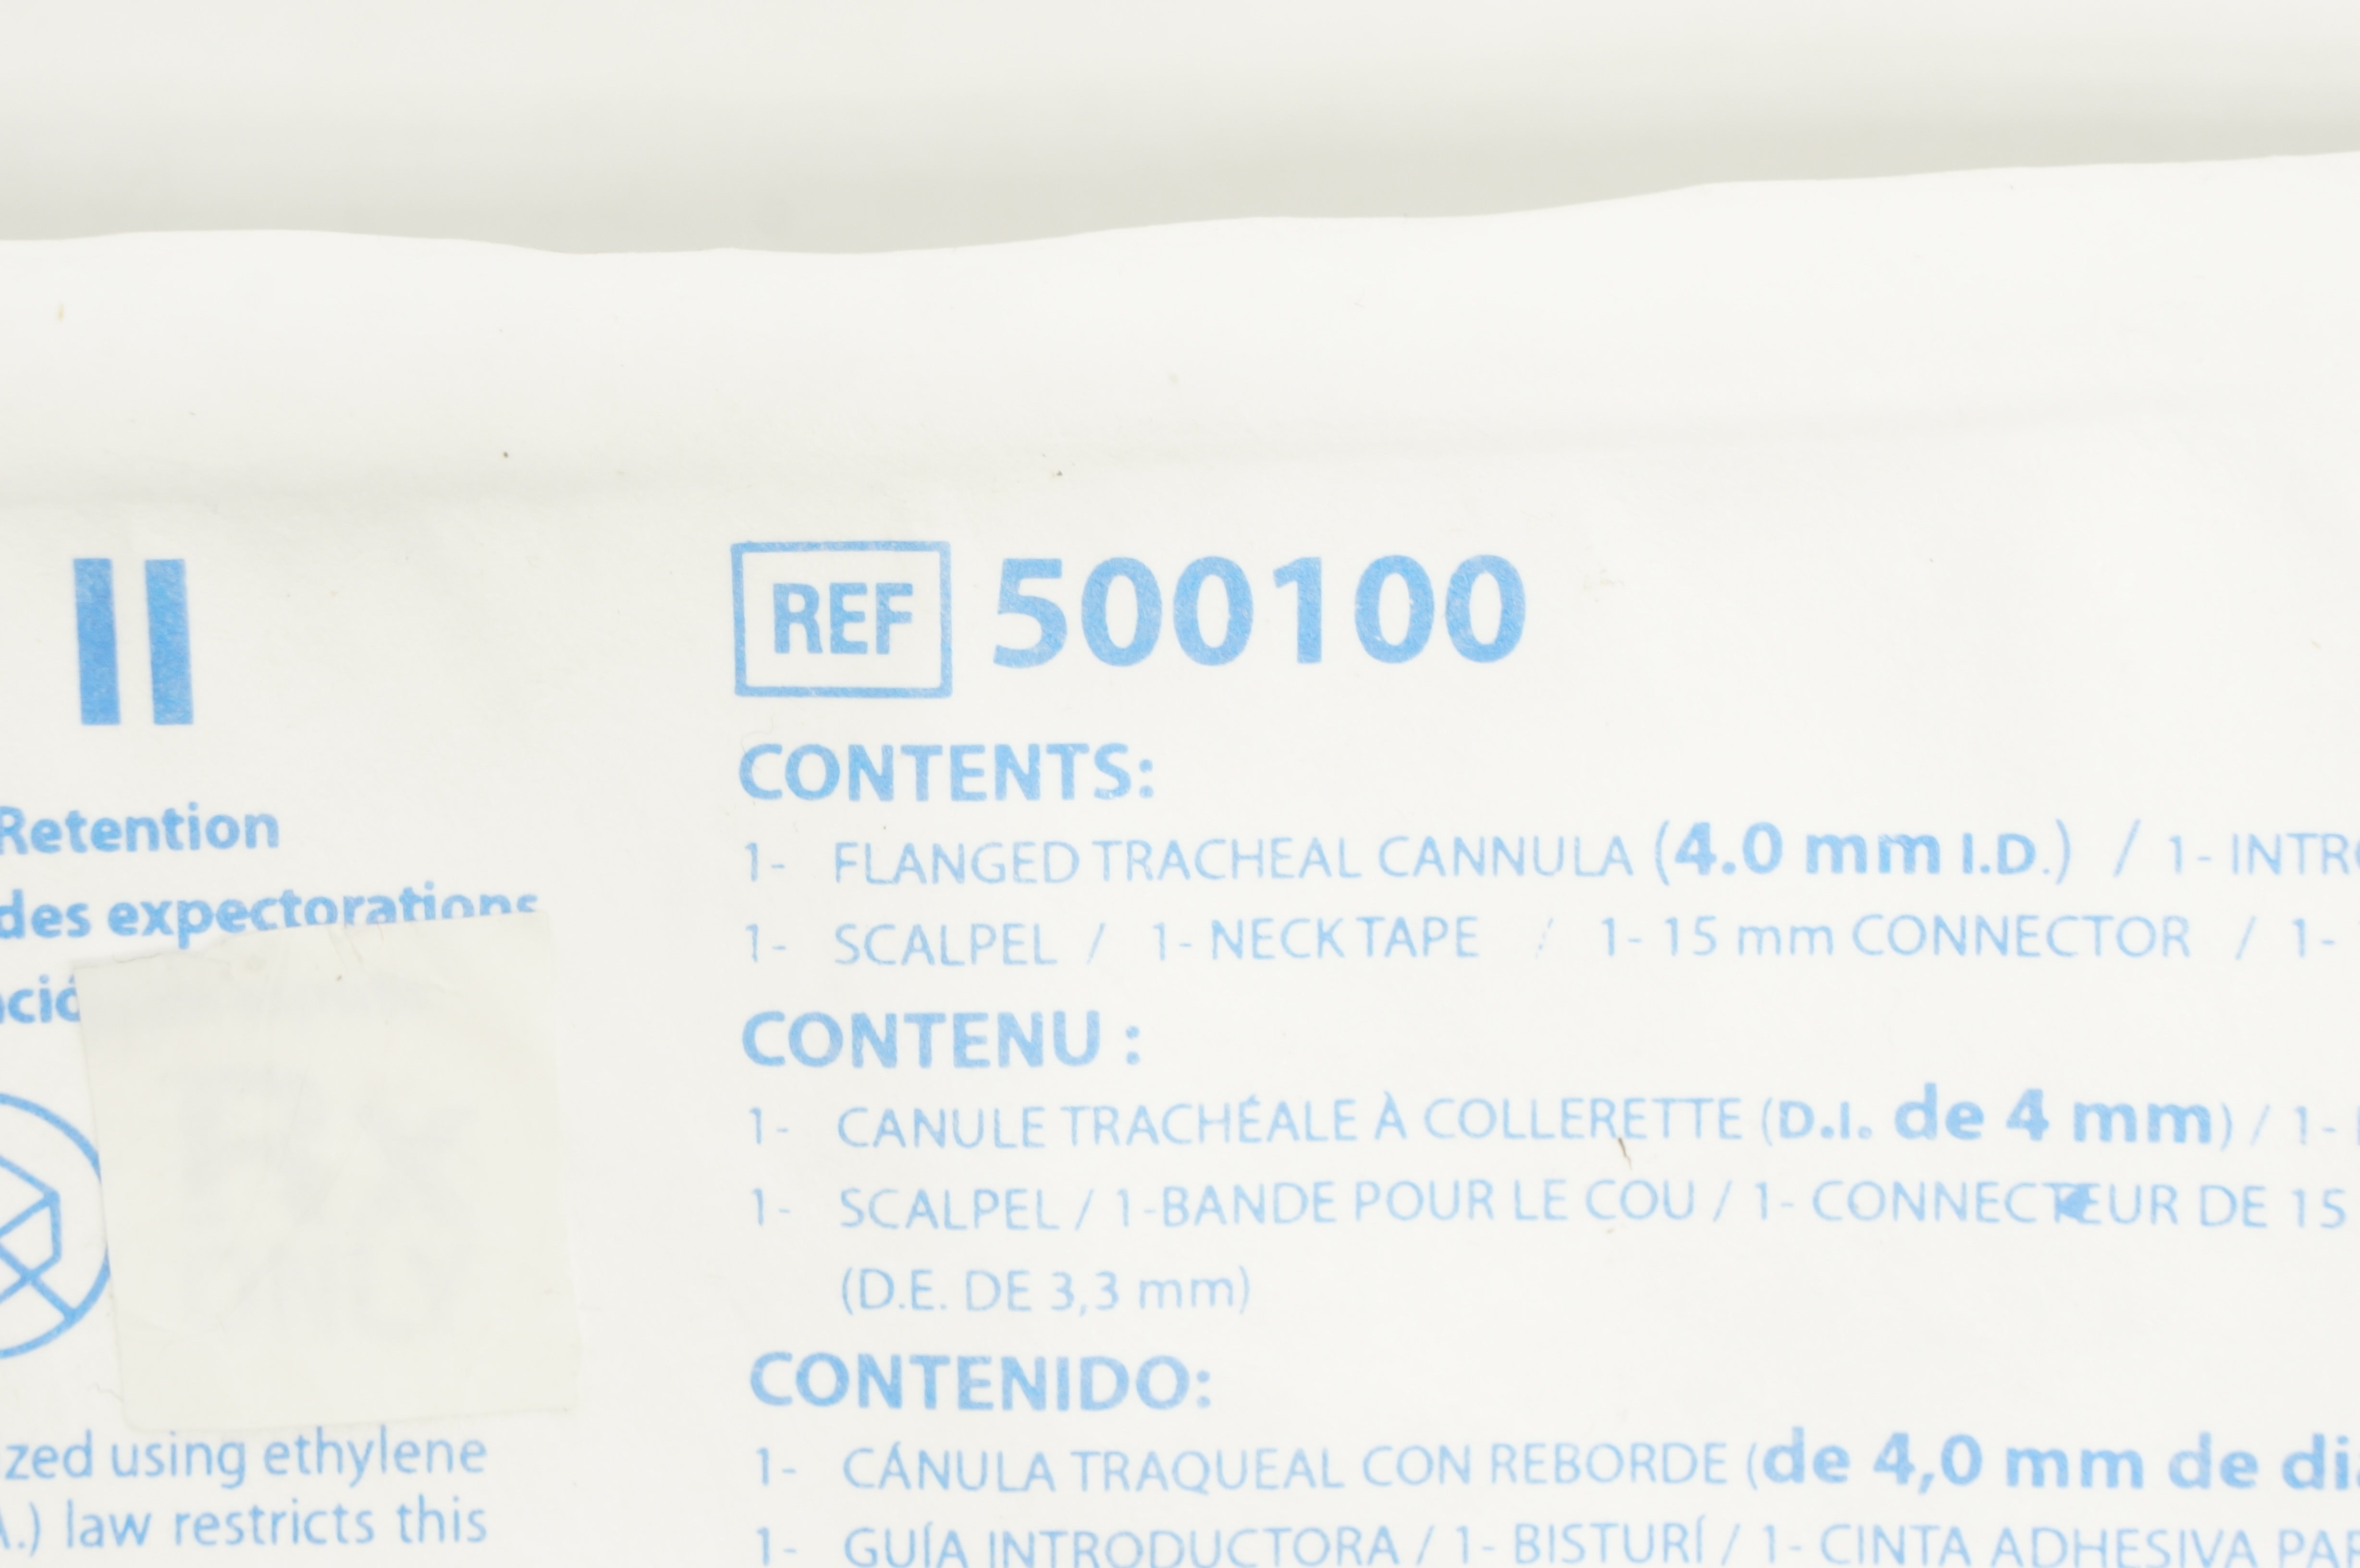 II
Retention
des expectorations
zed using ethylene
.) law restricts this
REF 500100
CONTENTS:
1- FLANGED TRACHEAL CANNULA (4.0 mm I.D.) / 1- INTR
1- SCALPEL / 1- NECK TAPE / 1- 15 mm CONNECTOR / 1-
CONTENU :
1- CANULE TRACHÉALE À COLLERETTE (D.I. de 4 mm) / 1-
1- SCALPEL / 1-BANDE POUR LE COU / 1- CONNECTEUR DE 15
(D.E. DE 3,3 mm)
CONTENIDO:
1- CÁNULA TRAQUEAL CON REBORDE (de 4,0 mm de di
1- GUÍA INTRODUCTORA / 1- BISTURÍ / 1- CINTA ADHESIVA PAR